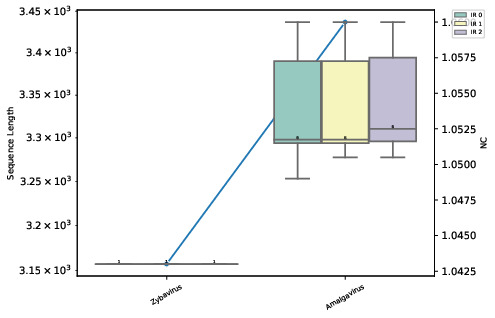 3.45 × 10³
3.4 × 10³
3.35 × 10³
3.3 × 10³
3.25 × 10³
3.2 × 10³
3.15 × 10³
Sequence Length
Zybavirus
Amalgavirus
1.0575
1.0550
1.0525
1.0500
1.0475
1.0450
1.0425
NC
IR 0
IR 1
IR 2